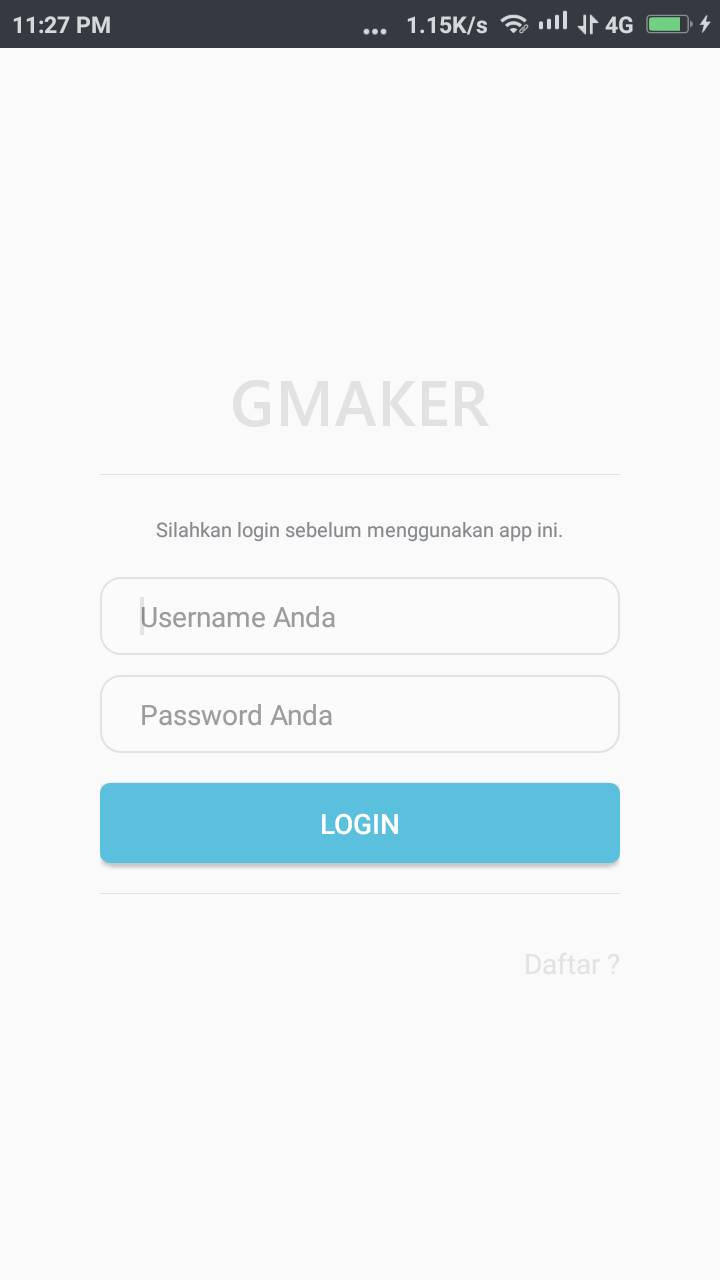 11:27 PM ... 1.15K/s 4G
GMAKER
Silahkan login sebelum menggunakan app ini.
Username Anda
Password Anda
LOGIN
Daftar ?